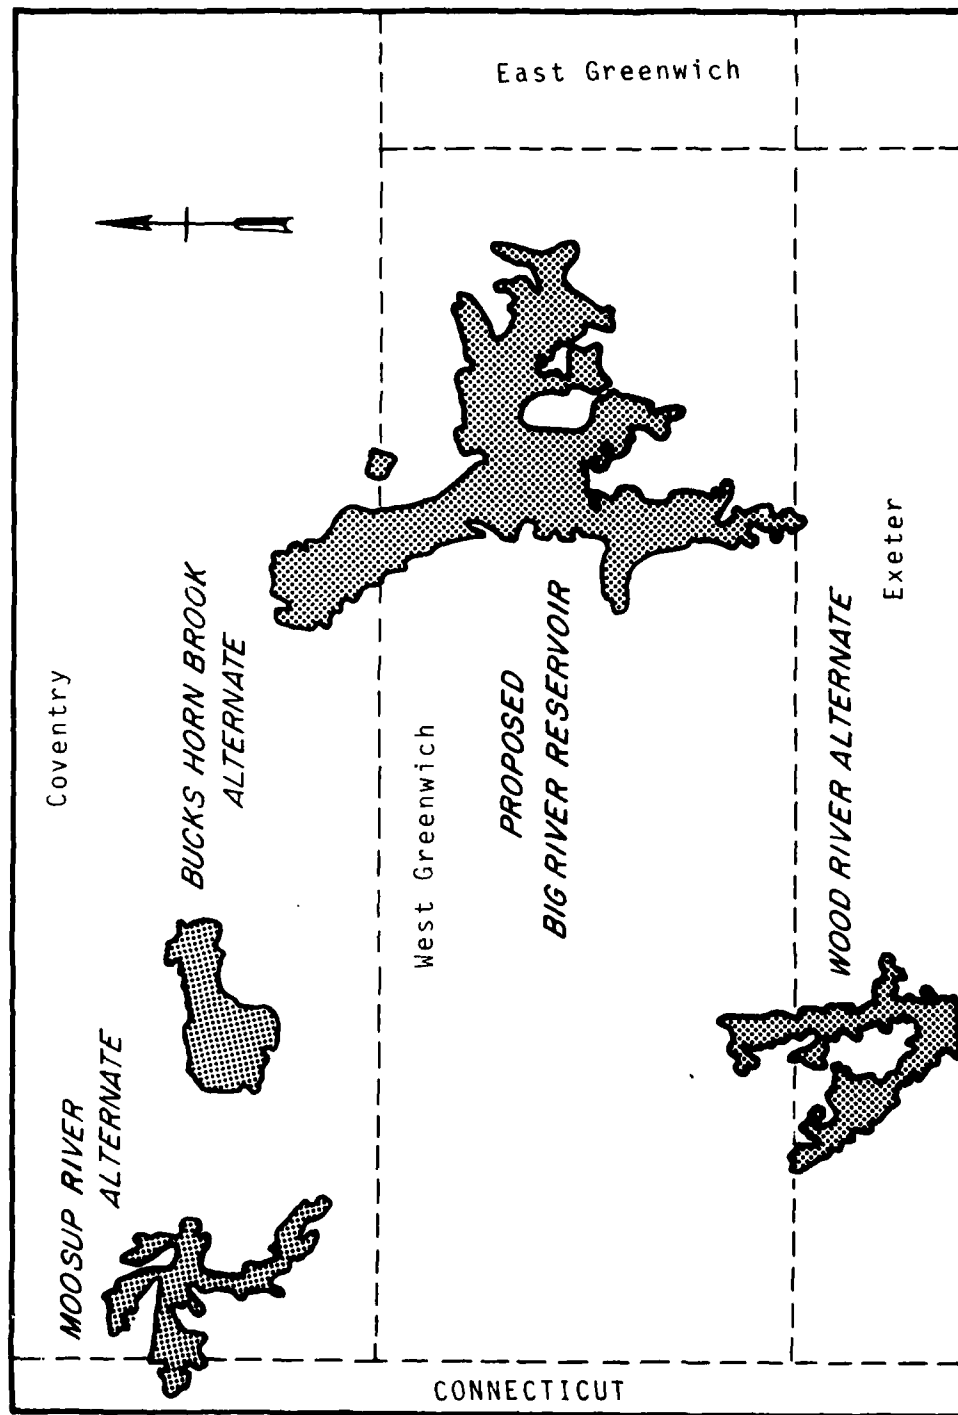 East Greenwich
Coventry
BUCKS HORN BROOK
ALTERNATE
MOOSUP RIVER
ALTERNATE
West Greenwich
PROPOSED
BIG RIVER RESERVOIR
Exeter
WOOD RIVER ALTERNATE
CONNECTICUT